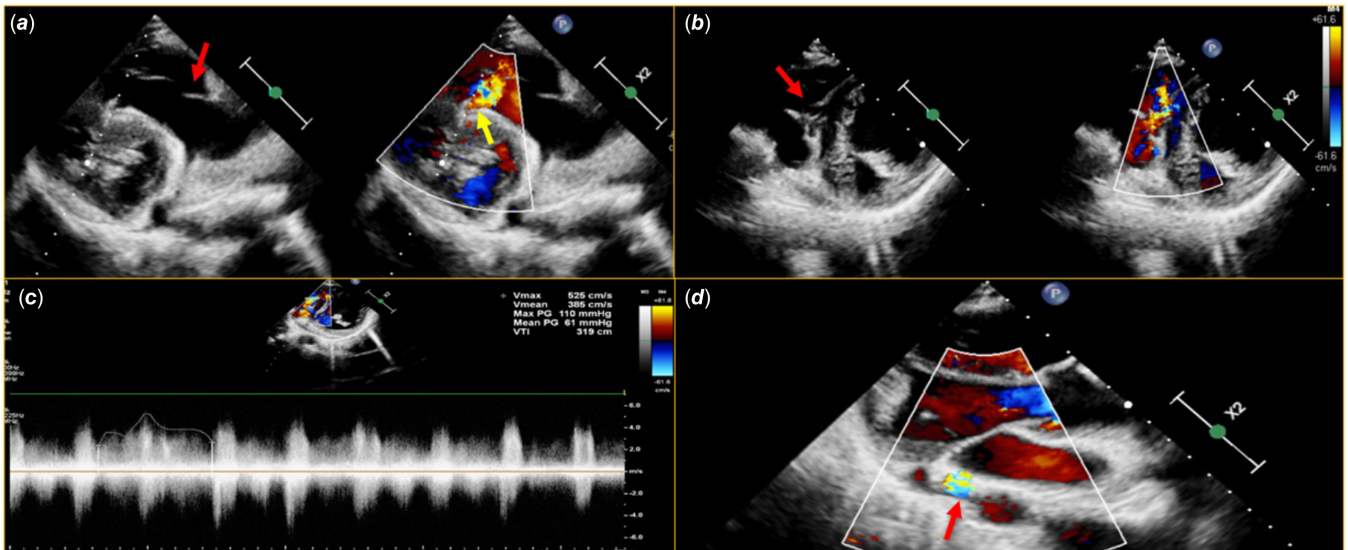 (a)
P
X2
(b)
P
X2
M4
+61.6
-61.6
cm/s
(c)
Vmax 525 cm/s
Vmean 385 cm/s
Max PG 110 mmHg
Mean PG 61 mmHg
VTI 319 cm
M3 M4
+61.6
-61.6
cm/s
6.0
4.0
2.0
m/s
-2.0
-4.0
-6.0
(d)
P
X2